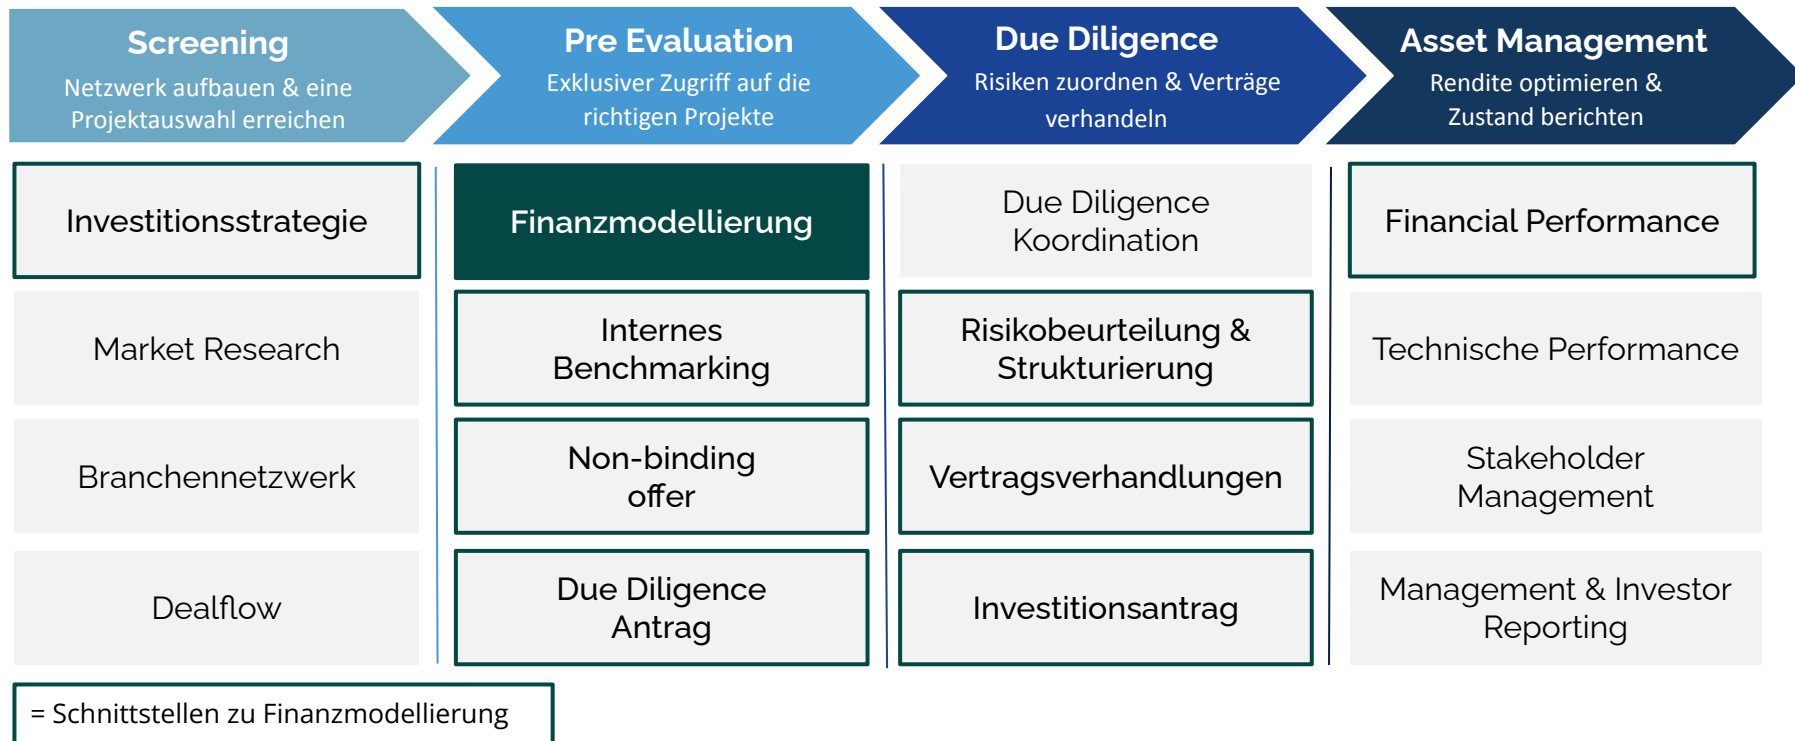 Screening
Netzwerk aufbauen & eine
Projektauswahl erreichen
Pre Evaluation
Exklusiver Zugriff auf die
richtigen Projekte
Due Diligence
Risiken zuordnen & Verträge
verhandeln
Asset Management
Rendite optimieren &
Zustand berichten
Investitionsstrategie
Market Research
Branchennetzwerk
Dealflow
Finanzmodellierung
Internes
Benchmarking
Non-binding
offer
Due Diligence
Antrag
Due Diligence
Koordination
Risikobeurteilung &
Strukturierung
Vertragsverhandlungen
Investitionsantrag
Financial Performance
Technische Performance
Stakeholder
Management
Management & Investor
Reporting
= Schnittstellen zu Finanzmodellierung